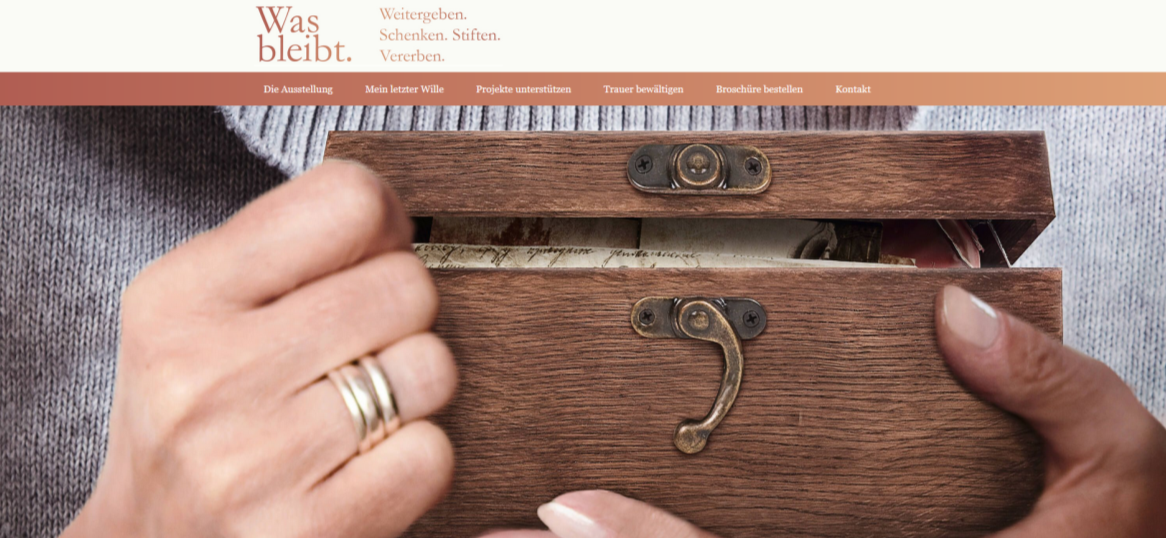 Was
bleibt.
Weitergeben.
Schenken. Stiften.
Vererben.
Die Ausstellung Mein letzter Wille Projekte unterstützen Trauer bewältigen Broschüre bestellen Kontakt